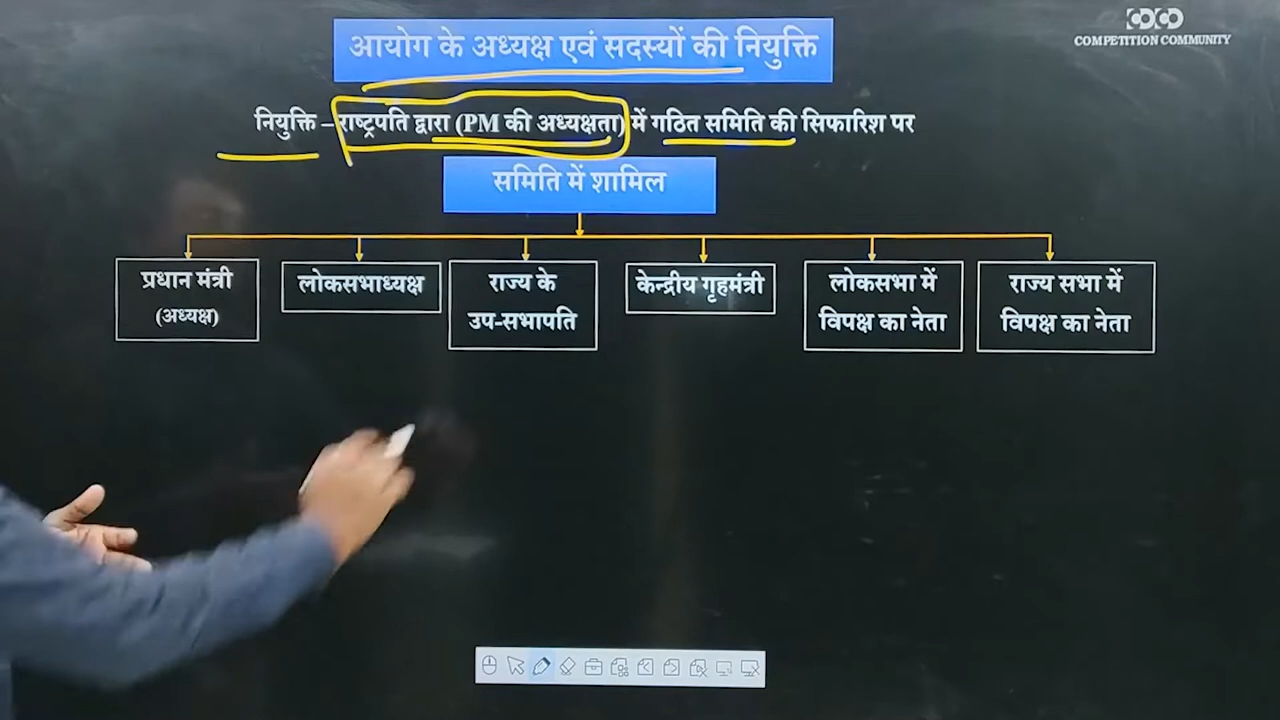 COCO
COMPETITION COMMUNITY
आयोग के अध्यक्ष एवं सदस्यों की नियुक्ति
नियुक्ति – राष्ट्रपति द्वारा (PM की अध्यक्षता) में गठित समिति की सिफारिश पर
समिति में शामिल
प्रधान मंत्री
(अध्यक्ष)
लोकसभाध्यक्ष
राज्य के
उप-सभापति
केन्द्रीय गृहमंत्री
लोकसभा में
विपक्ष का नेता
राज्य सभा में
विपक्ष का नेता